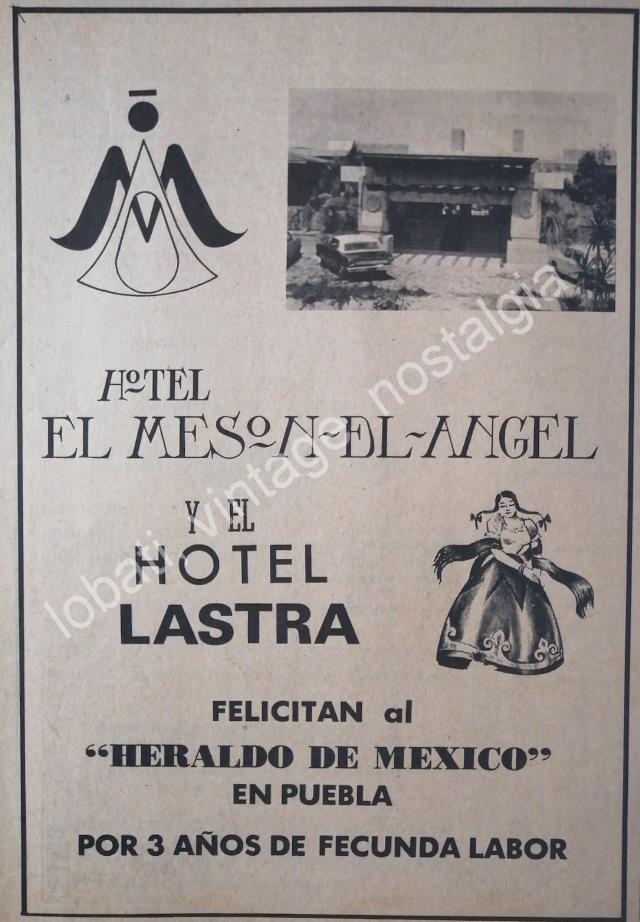 HOTEL
EL MESON-DL-ANGEL
Y EL
HOTEL
LASTRA
FELICITAN al
“HERALDO DE MEXICO”
EN PUEBLA
POR 3 AÑOS DE FECUNDA LABOR
lobati. vintage. nostalgia